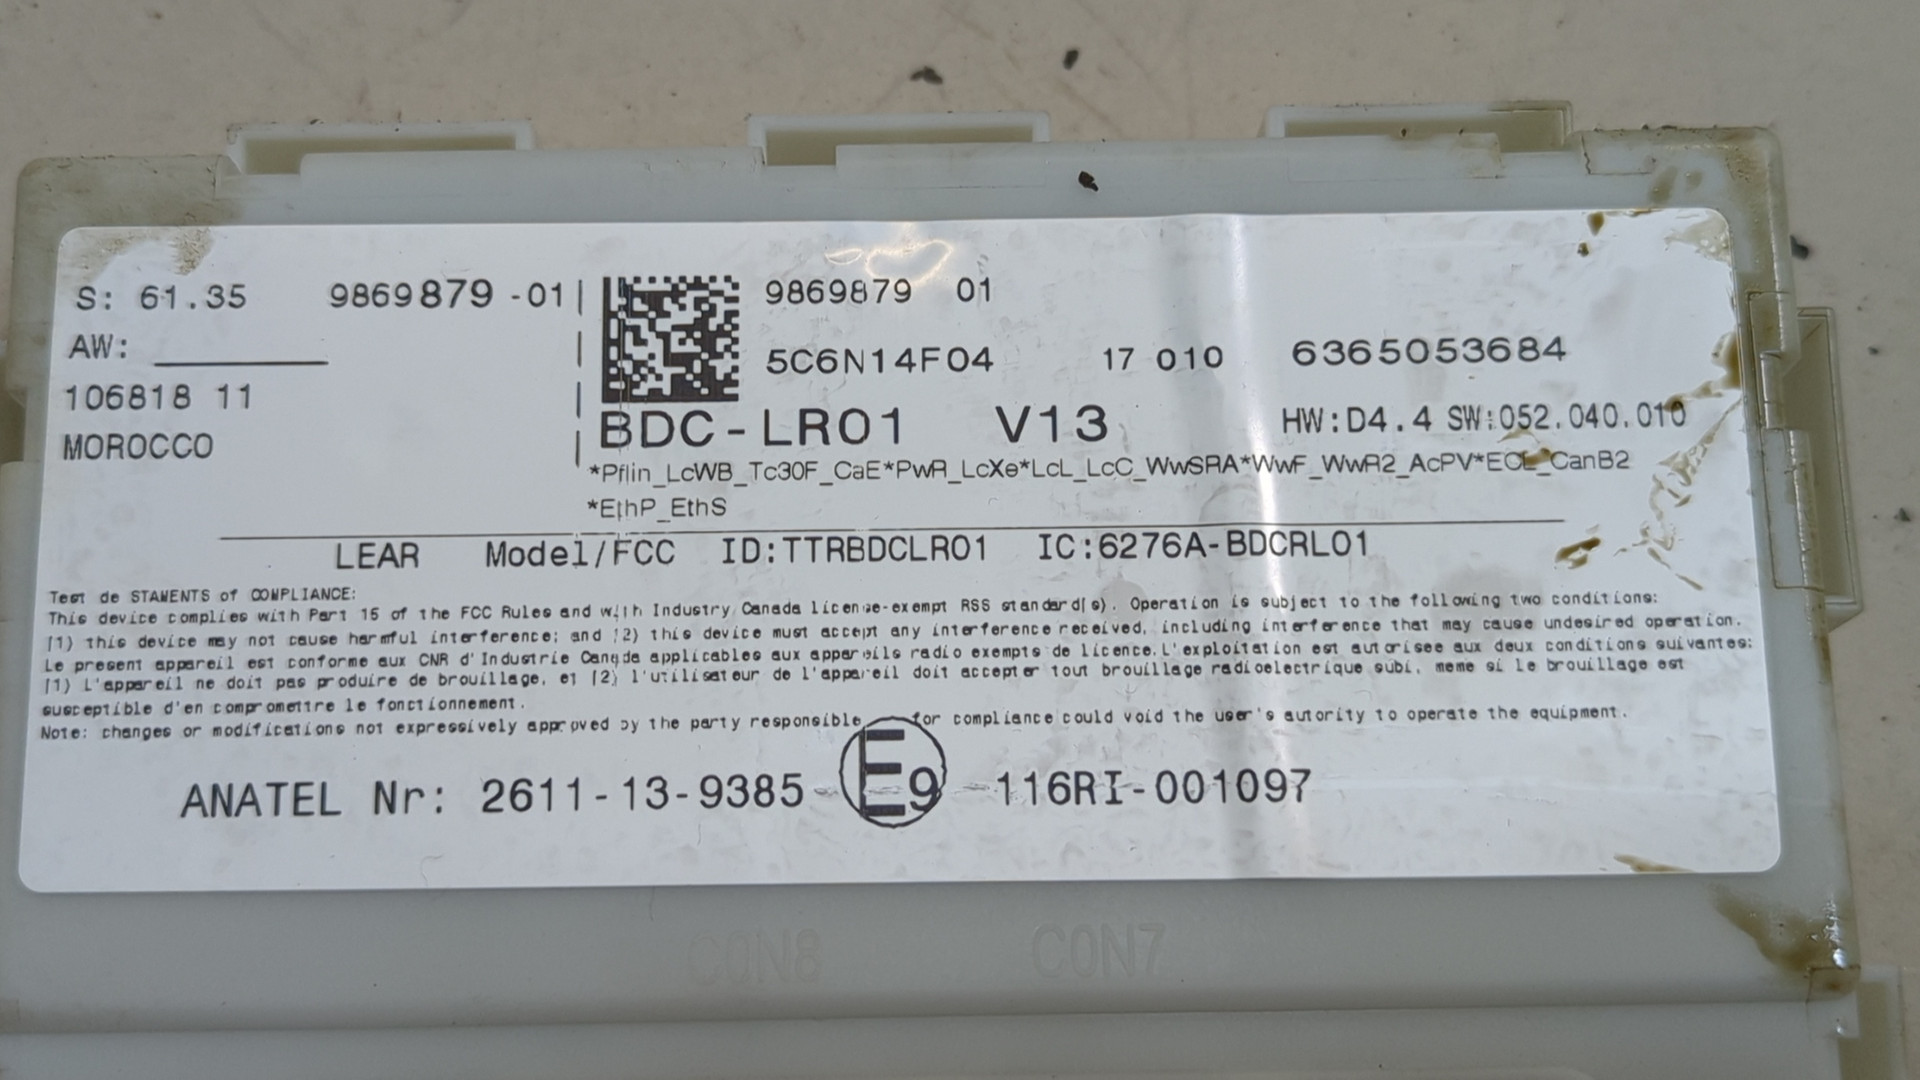 S: 61.35 9869879 -01
AW:
106818 11
MOROCCO
9869879 01
5C6N14F04 17 010 6365053684
BDC-LR01 V13 HW:D4.4 SW:052.040.010
*Pflin_LcWB_Tc30F_CaE*PwR_LcXe*LcL_LcC_WwSRA*WwF_WwR2_AcPV*ECL_CanB2
*EthP_EthS
LEAR Model/FCC ID:TTRBDCLR01 IC:6276A-BDCRL01
Test de STAMENTS of COMPLIANCE:
This device complies with Part 15 of the FCC Rules and with Industry Canada license-exempt RSS standard(s). Operation is subject to the following two conditions:
(1) this device may not cause harmful interference; and (2) this device must accept any interference received, including interference that may cause undesired operation.
Le present appareil est conforme aux CNR d'Industrie Canada applicables aux appareils radio exempts de licence. L'exploitation est autorisee aux deux conditions suivantes:
(1) L'appareil ne doit pas produire de brouillage, et (2) l'utilisateur de l'appareil doit accepter tout brouillage radioelectrique subi, meme si le brouillage est
susceptible d'en compromettre le fonctionnement.
Note: changes or modifications not expressively approved by the party responsible for compliance could void the user's autority to operate the equipment.
ANATEL Nr: 2611-13-9385 E9 116RI-001097
CON8 CON7